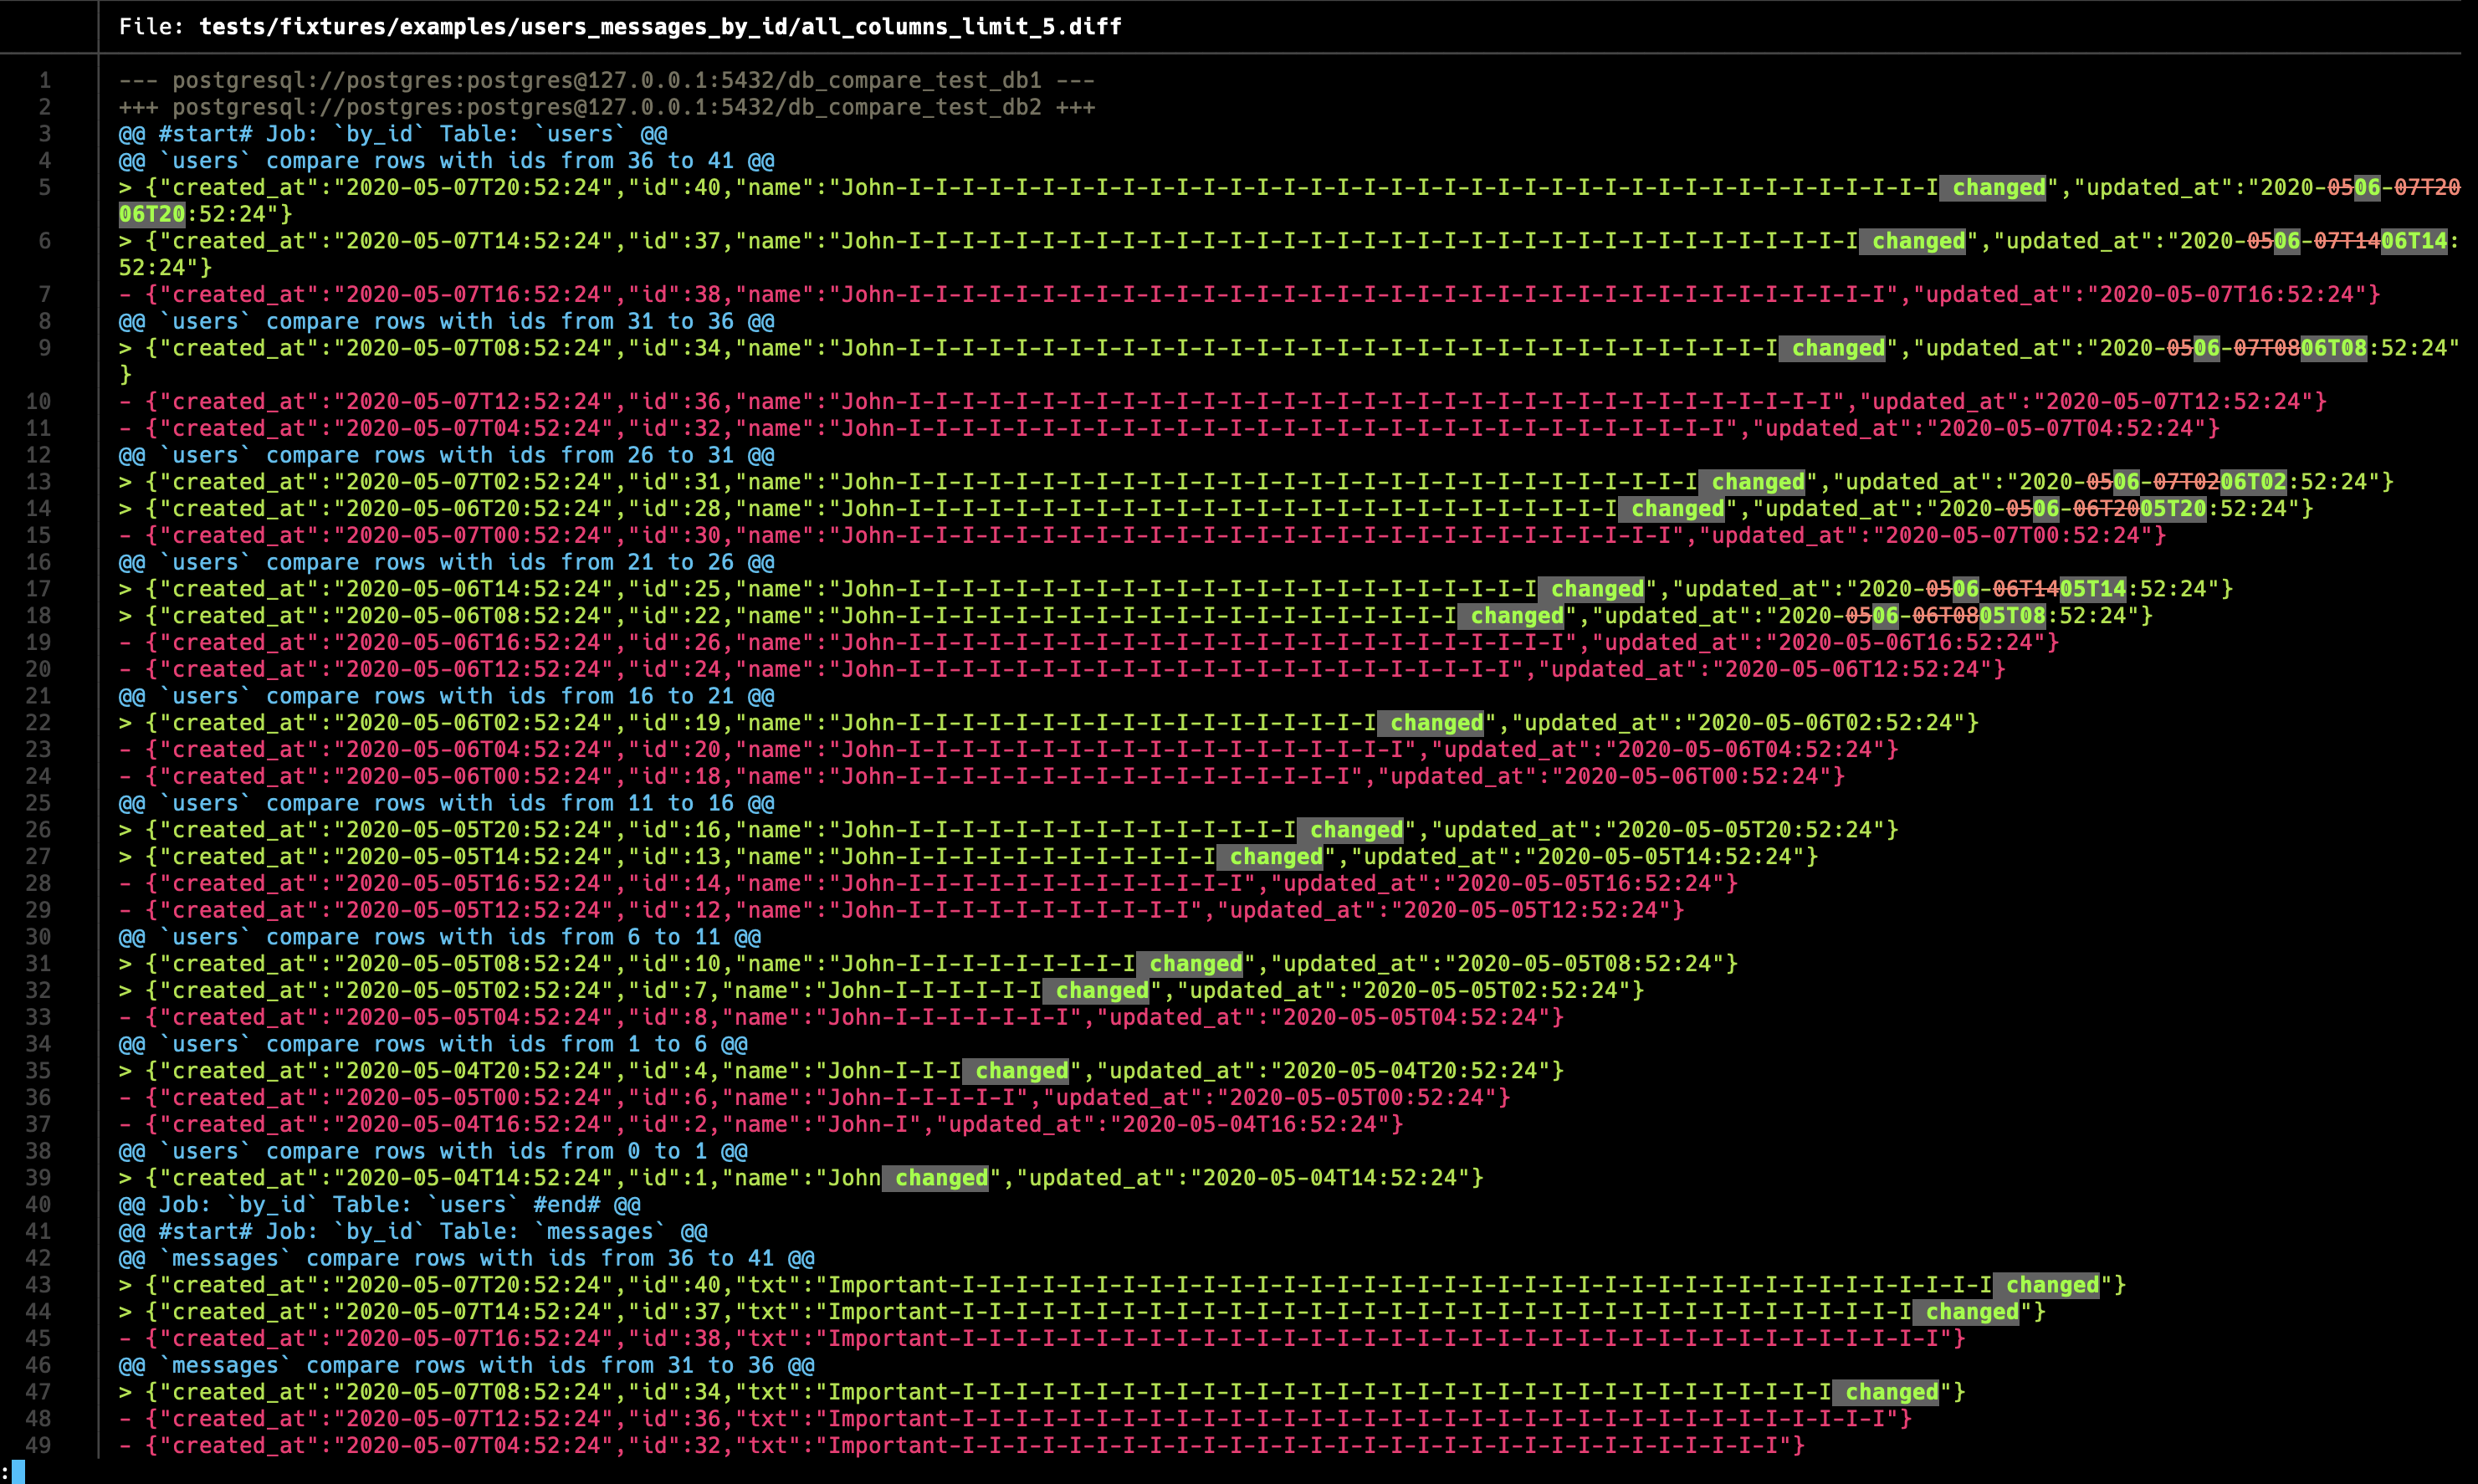 File: tests/fixtures/examples/users_messages_by_id/all_columns_limit_5.diff
1 --- postgresql://postgres:postgres@127.0.0.1:5432/db_compare_test_db1 ---
2 +++ postgresql://postgres:postgres@127.0.0.1:5432/db_compare_test_db2 +++
3 @@ #start# Job: `by_id` Table: `users` @@
4 @@ `users` compare rows with ids from 36 to 41 @@
5 > {"created_at":"2020-05-07T20:52:24","id":40,"name":"John-I-I-I-I-I-I-I-I-I-I-I-I-I-I-I-I-I-I-I-I-I-I-I-I-I-I-I-I-I-I-I-I-I-I-I-I-I-I-I changed","updated_at":"2020-0506-07T20
06T20:52:24"}
6 > {"created_at":"2020-05-07T14:52:24","id":37,"name":"John-I-I-I-I-I-I-I-I-I-I-I-I-I-I-I-I-I-I-I-I-I-I-I-I-I-I-I-I-I-I-I-I-I-I-I-I changed","updated_at":"2020-0506-07T1406T14:
52:24"}
7 - {"created_at":"2020-05-07T16:52:24","id":38,"name":"John-I-I-I-I-I-I-I-I-I-I-I-I-I-I-I-I-I-I-I-I-I-I-I-I-I-I-I-I-I-I-I-I-I-I-I-I-I","updated_at":"2020-05-07T16:52:24"}
8 @@ `users` compare rows with ids from 31 to 36 @@
9 > {"created_at":"2020-05-07T08:52:24","id":34,"name":"John-I-I-I-I-I-I-I-I-I-I-I-I-I-I-I-I-I-I-I-I-I-I-I-I-I-I-I-I-I-I-I-I-I changed","updated_at":"2020-0506-07T0806T08:52:24"
}
10 - {"created_at":"2020-05-07T12:52:24","id":36,"name":"John-I-I-I-I-I-I-I-I-I-I-I-I-I-I-I-I-I-I-I-I-I-I-I-I-I-I-I-I-I-I-I-I-I-I-I","updated_at":"2020-05-07T12:52:24"}
11 - {"created_at":"2020-05-07T04:52:24","id":32,"name":"John-I-I-I-I-I-I-I-I-I-I-I-I-I-I-I-I-I-I-I-I-I-I-I-I-I-I-I-I-I-I-I","updated_at":"2020-05-07T04:52:24"}
12 @@ `users` compare rows with ids from 26 to 31 @@
13 > {"created_at":"2020-05-07T02:52:24","id":31,"name":"John-I-I-I-I-I-I-I-I-I-I-I-I-I-I-I-I-I-I-I-I-I-I-I-I-I-I-I-I-I-I changed","updated_at":"2020-0506-07T0206T02:52:24"}
14 > {"created_at":"2020-05-06T20:52:24","id":28,"name":"John-I-I-I-I-I-I-I-I-I-I-I-I-I-I-I-I-I-I-I-I-I-I-I-I-I-I-I changed","updated_at":"2020-0506-06T2005T20:52:24"}
15 - {"created_at":"2020-05-07T00:52:24","id":30,"name":"John-I-I-I-I-I-I-I-I-I-I-I-I-I-I-I-I-I-I-I-I-I-I-I-I-I-I-I-I-I","updated_at":"2020-05-07T00:52:24"}
16 @@ `users` compare rows with ids from 21 to 26 @@
17 > {"created_at":"2020-05-06T14:52:24","id":25,"name":"John-I-I-I-I-I-I-I-I-I-I-I-I-I-I-I-I-I-I-I-I-I-I-I-I changed","updated_at":"2020-0506-06T1405T14:52:24"}
18 > {"created_at":"2020-05-06T08:52:24","id":22,"name":"John-I-I-I-I-I-I-I-I-I-I-I-I-I-I-I-I-I-I-I-I-I changed","updated_at":"2020-0506-06T0805T08:52:24"}
19 - {"created_at":"2020-05-06T16:52:24","id":26,"name":"John-I-I-I-I-I-I-I-I-I-I-I-I-I-I-I-I-I-I-I-I-I-I-I-I-I","updated_at":"2020-05-06T16:52:24"}
20 - {"created_at":"2020-05-06T12:52:24","id":24,"name":"John-I-I-I-I-I-I-I-I-I-I-I-I-I-I-I-I-I-I-I-I-I-I-I","updated_at":"2020-05-06T12:52:24"}
21 @@ `users` compare rows with ids from 16 to 21 @@
22 > {"created_at":"2020-05-06T02:52:24","id":19,"name":"John-I-I-I-I-I-I-I-I-I-I-I-I-I-I-I-I-I-I changed","updated_at":"2020-05-06T02:52:24"}
23 - {"created_at":"2020-05-06T04:52:24","id":20,"name":"John-I-I-I-I-I-I-I-I-I-I-I-I-I-I-I-I-I-I-I","updated_at":"2020-05-06T04:52:24"}
24 - {"created_at":"2020-05-06T00:52:24","id":18,"name":"John-I-I-I-I-I-I-I-I-I-I-I-I-I-I-I-I-I","updated_at":"2020-05-06T00:52:24"}
25 @@ `users` compare rows with ids from 11 to 16 @@
26 > {"created_at":"2020-05-05T20:52:24","id":16,"name":"John-I-I-I-I-I-I-I-I-I-I-I-I-I-I-I changed","updated_at":"2020-05-05T20:52:24"}
27 > {"created_at":"2020-05-05T14:52:24","id":13,"name":"John-I-I-I-I-I-I-I-I-I-I-I-I changed","updated_at":"2020-05-05T14:52:24"}
28 - {"created_at":"2020-05-05T16:52:24","id":14,"name":"John-I-I-I-I-I-I-I-I-I-I-I-I-I","updated_at":"2020-05-05T16:52:24"}
29 - {"created_at":"2020-05-05T12:52:24","id":12,"name":"John-I-I-I-I-I-I-I-I-I-I-I","updated_at":"2020-05-05T12:52:24"}
30 @@ `users` compare rows with ids from 6 to 11 @@
31 > {"created_at":"2020-05-05T08:52:24","id":10,"name":"John-I-I-I-I-I-I-I-I-I changed","updated_at":"2020-05-05T08:52:24"}
32 > {"created_at":"2020-05-05T02:52:24","id":7,"name":"John-I-I-I-I-I-I changed","updated_at":"2020-05-05T02:52:24"}
33 - {"created_at":"2020-05-05T04:52:24","id":8,"name":"John-I-I-I-I-I-I-I","updated_at":"2020-05-05T04:52:24"}
34 @@ `users` compare rows with ids from 1 to 6 @@
35 > {"created_at":"2020-05-04T20:52:24","id":4,"name":"John-I-I-I changed","updated_at":"2020-05-04T20:52:24"}
36 - {"created_at":"2020-05-05T00:52:24","id":6,"name":"John-I-I-I-I-I","updated_at":"2020-05-05T00:52:24"}
37 - {"created_at":"2020-05-04T16:52:24","id":2,"name":"John-I","updated_at":"2020-05-04T16:52:24"}
38 @@ `users` compare rows with ids from 0 to 1 @@
39 > {"created_at":"2020-05-04T14:52:24","id":1,"name":"John changed","updated_at":"2020-05-04T14:52:24"}
40 @@ Job: `by_id` Table: `users` #end# @@
41 @@ #start# Job: `by_id` Table: `messages` @@
42 @@ `messages` compare rows with ids from 36 to 41 @@
43 > {"created_at":"2020-05-07T20:52:24","id":40,"txt":"Important-I-I-I-I-I-I-I-I-I-I-I-I-I-I-I-I-I-I-I-I-I-I-I-I-I-I-I-I-I-I-I-I-I-I-I-I-I-I-I changed"}
44 > {"created_at":"2020-05-07T14:52:24","id":37,"txt":"Important-I-I-I-I-I-I-I-I-I-I-I-I-I-I-I-I-I-I-I-I-I-I-I-I-I-I-I-I-I-I-I-I-I-I-I-I changed"}
45 - {"created_at":"2020-05-07T16:52:24","id":38,"txt":"Important-I-I-I-I-I-I-I-I-I-I-I-I-I-I-I-I-I-I-I-I-I-I-I-I-I-I-I-I-I-I-I-I-I-I-I-I-I"}
46 @@ `messages` compare rows with ids from 31 to 36 @@
47 > {"created_at":"2020-05-07T08:52:24","id":34,"txt":"Important-I-I-I-I-I-I-I-I-I-I-I-I-I-I-I-I-I-I-I-I-I-I-I-I-I-I-I-I-I-I-I-I-I changed"}
48 - {"created_at":"2020-05-07T12:52:24","id":36,"txt":"Important-I-I-I-I-I-I-I-I-I-I-I-I-I-I-I-I-I-I-I-I-I-I-I-I-I-I-I-I-I-I-I-I-I-I-I"}
49 - {"created_at":"2020-05-07T04:52:24","id":32,"txt":"Important-I-I-I-I-I-I-I-I-I-I-I-I-I-I-I-I-I-I-I-I-I-I-I-I-I-I-I-I-I-I-I"}
: